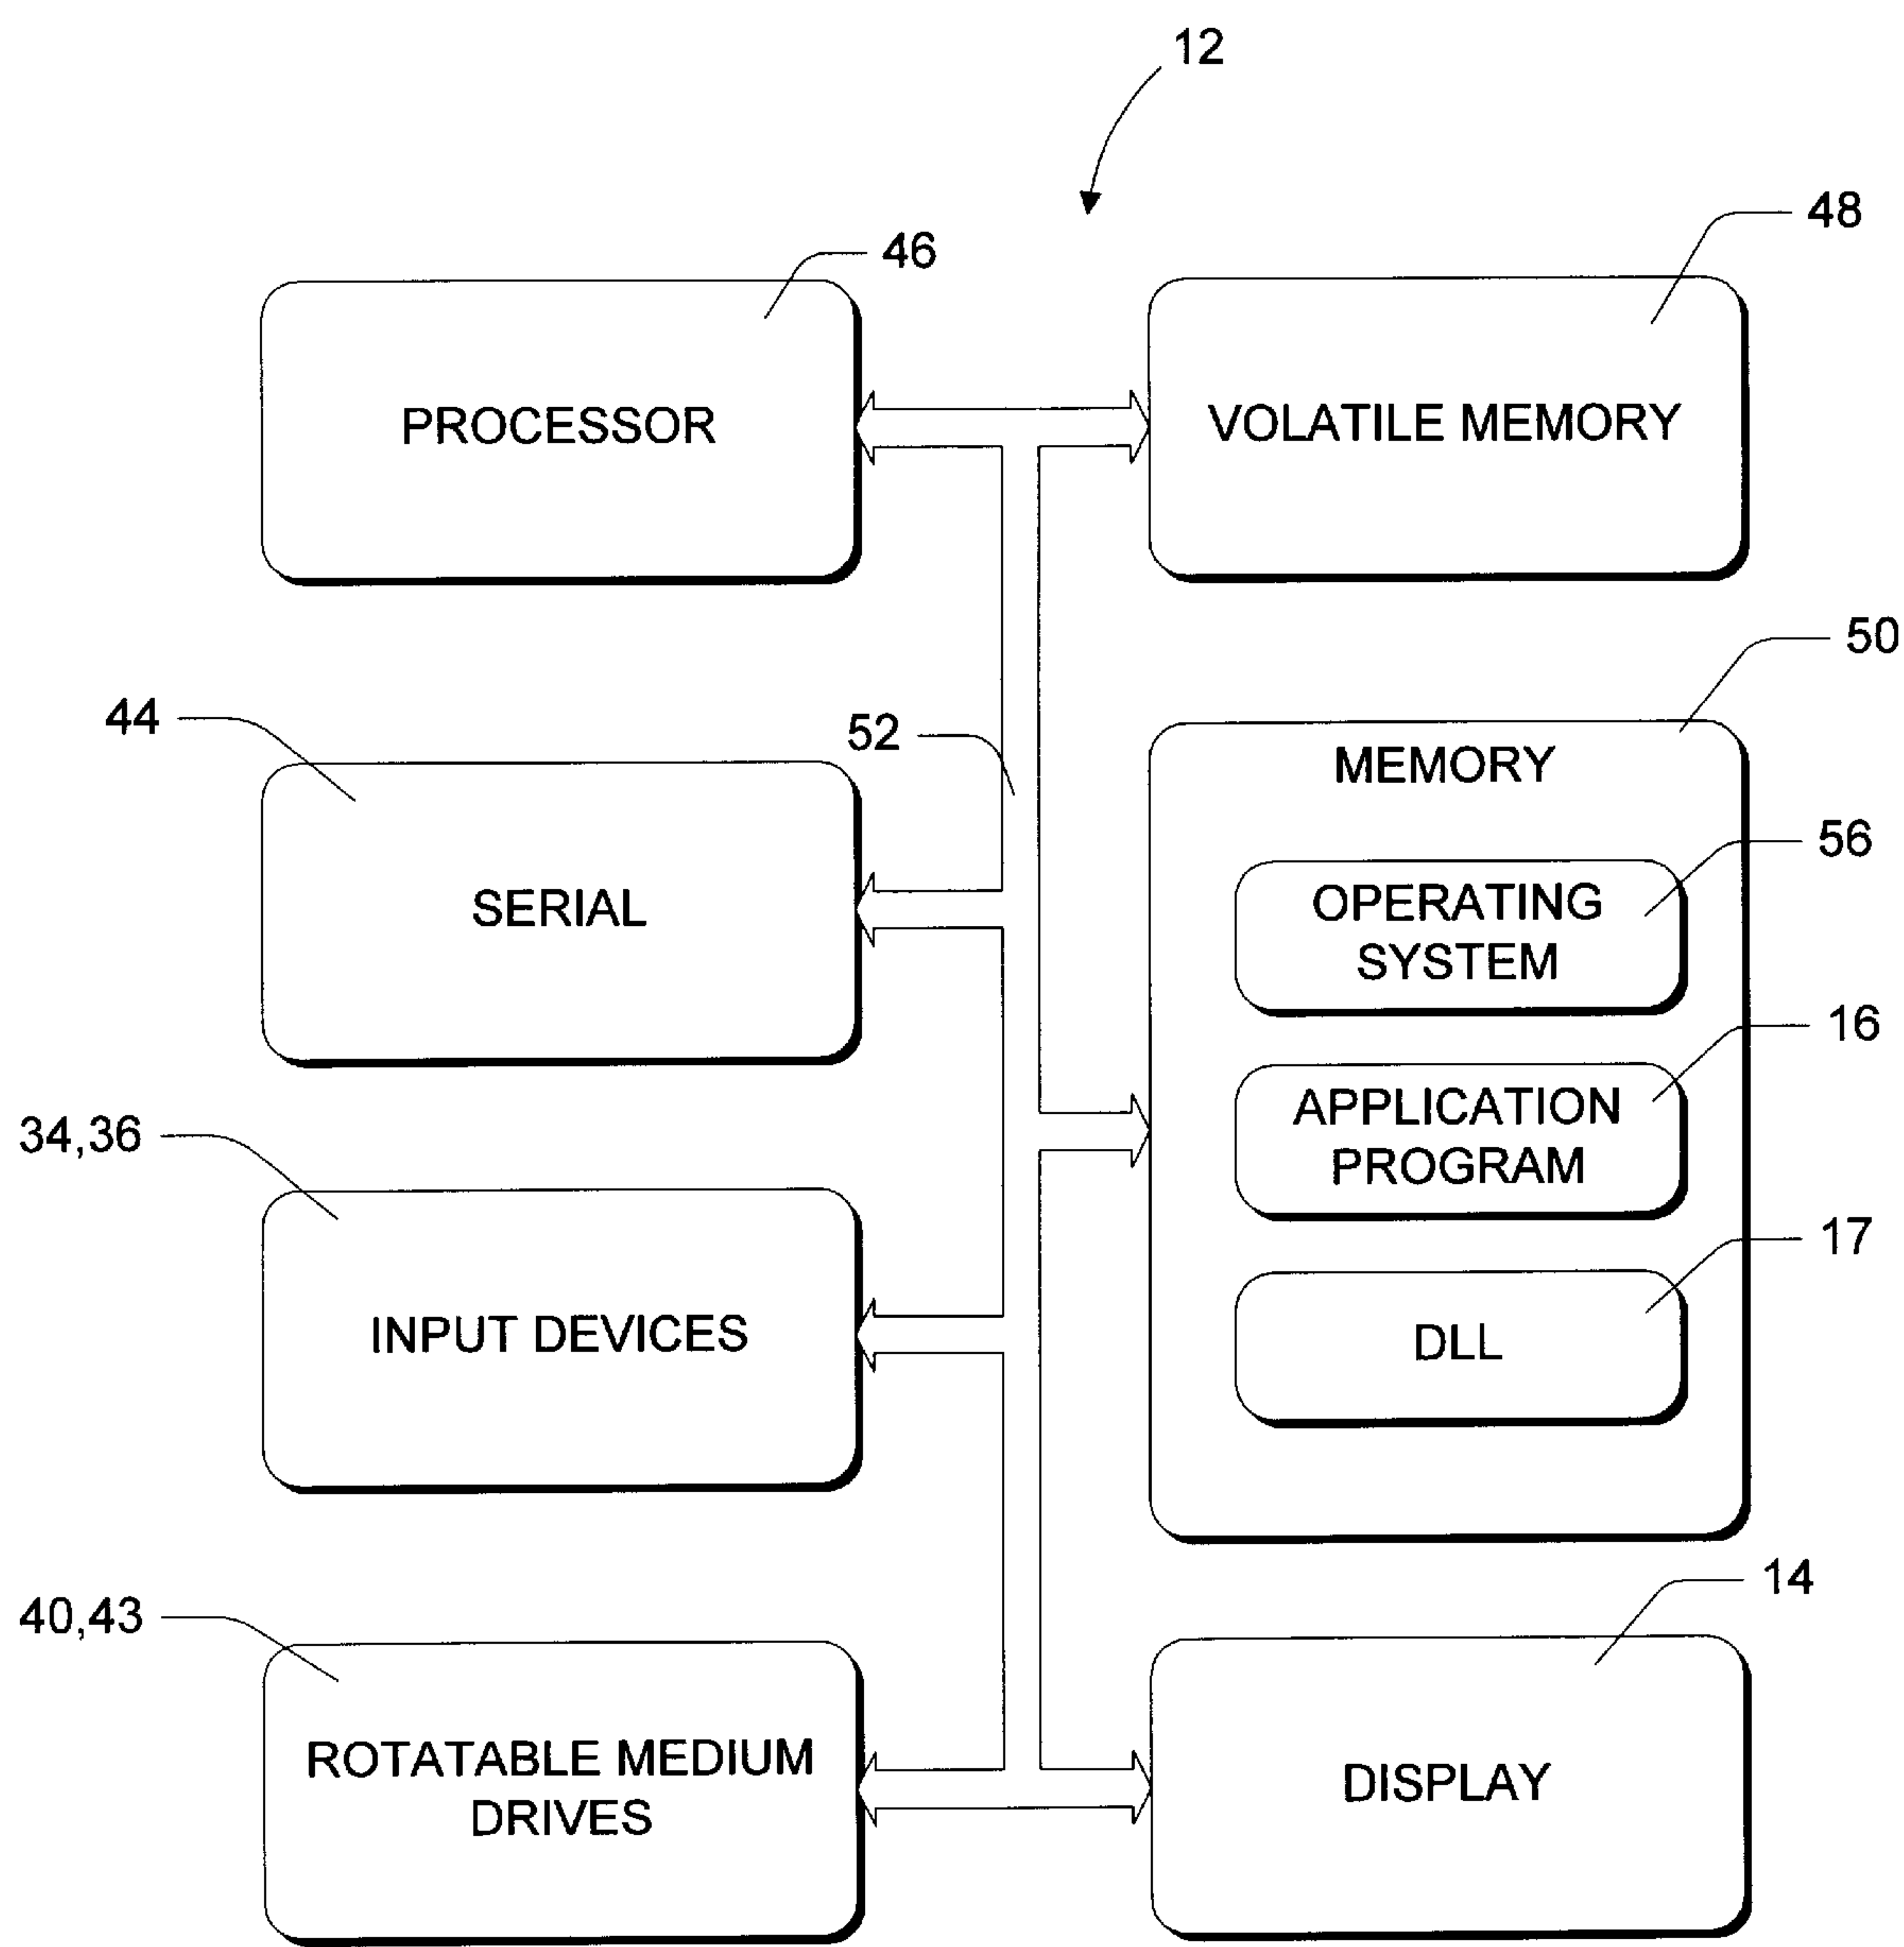 12
46
48
PROCESSOR
VOLATILE MEMORY
44
52
50
SERIAL
MEMORY
56
OPERATING
SYSTEM
16
APPLICATION
PROGRAM
17
DLL
34,36
INPUT DEVICES
40,43
ROTATABLE MEDIUM
DRIVES
14
DISPLAY